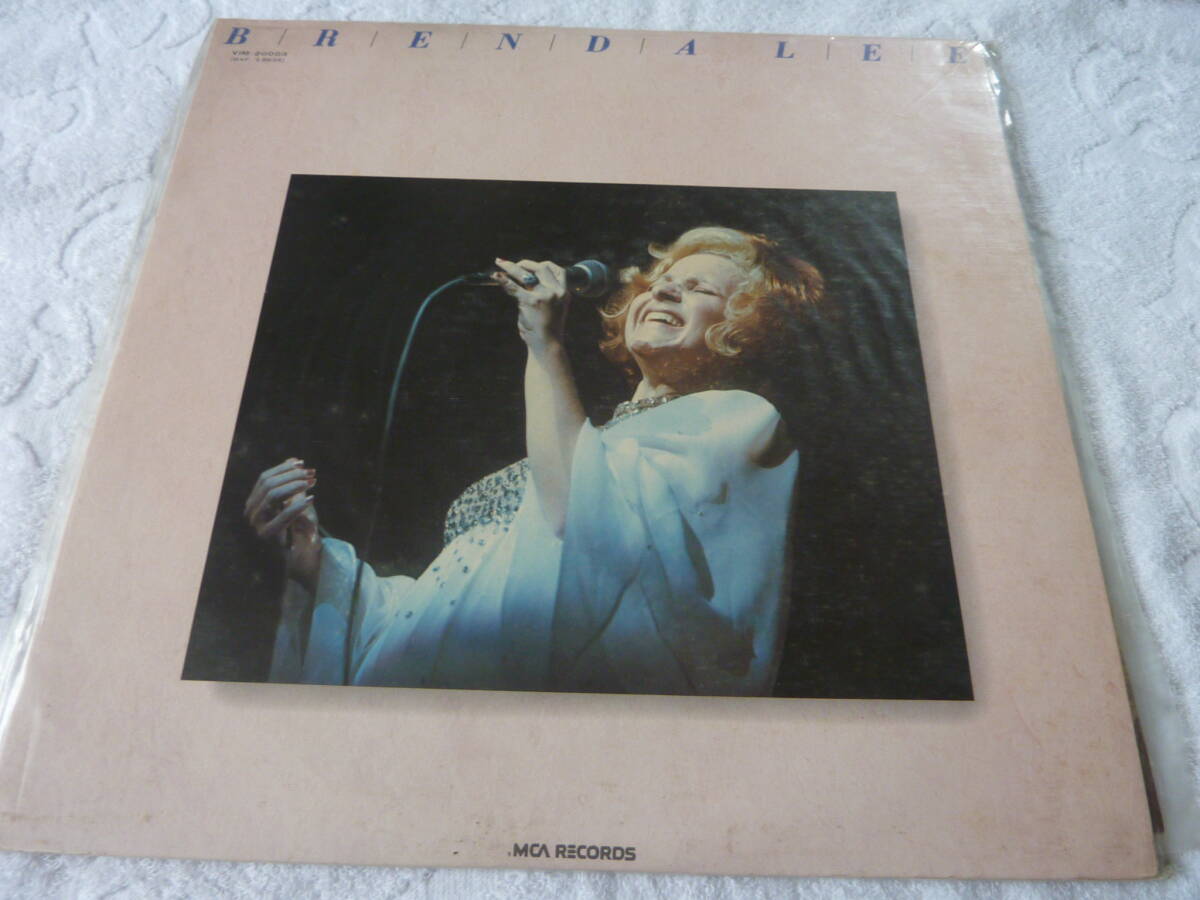 B|R|E|N|D|A L|E|E
VIM 20003
MCA RECORDS